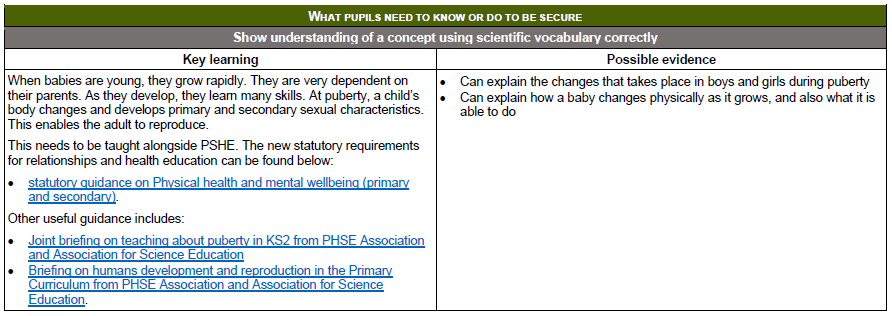 WHAT PUPILS NEED TO KNOW OR DO TO BE SECURE
Show understanding of a concept using scientific vocabulary correctly
Key learning
When babies are young, they grow rapidly. They are very dependent on
their parents. As they develop, they learn many skills. At puberty, a child's
body changes and develops primary and secondary sexual characteristics.
This enables the adult to reproduce.
This needs to be taught alongside PSHE. The new statutory requirements
for relationships and health education can be found below:
• statutory guidance on Physical health and mental wellbeing (primary
and secondary).
Other useful guidance includes:
• Joint briefing on teaching about puberty in KS2 from PHSE Association
and Association for Science Education
• Briefing on humans development and reproduction in the Primary
Curriculum from PHSE Association and Association for Science
Education.
Possible evidence
• Can explain the changes that takes place in boys and girls during puberty
• Can explain how a baby changes physically as it grows, and also what it is
able to do